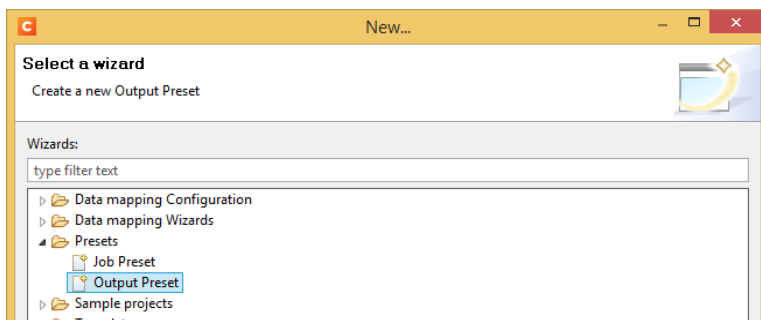 C
New...
Select a wizard
Create a new Output Preset
Wizards:
type filter text
Data mapping Configuration
Data mapping Wizards
Presets
Job Preset
Output Preset
Sample projects